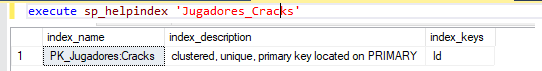 execute sp_helpindex 'Jugadores_Cracks'
index_name index_description index_keys
1 PK_Jugadores:Cracks clustered, unique, primary key located on PRIMARY Id